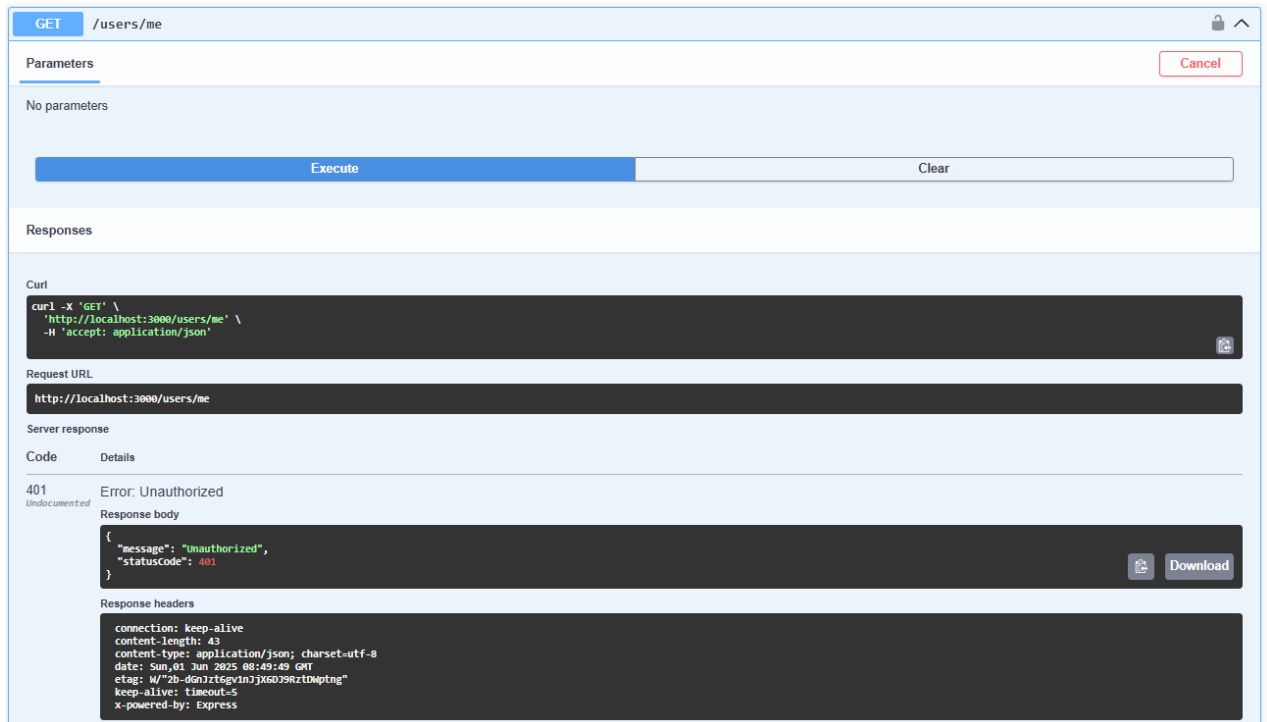 GET /users/me
Parameters
Cancel
No parameters
Execute
Clear
Responses
Curl
curl -X 'GET' \
  'http://localhost:3000/users/me' \
  -H 'accept: application/json'
Request URL
http://localhost:3000/users/me
Server response
Code Details
401 Error: Unauthorized
Undocumented
Response body
{
  "message": "Unauthorized",
  "statusCode": 401
}
Download
Response headers
connection: keep-alive
content-length: 43
content-type: application/json; charset=utf-8
date: Sun,01 Jun 2025 08:49:49 GMT
etag: W/"2b-dGnJzt6gv1nJjX6DJ9RztDWptng"
keep-alive: timeout=5
x-powered-by: Express